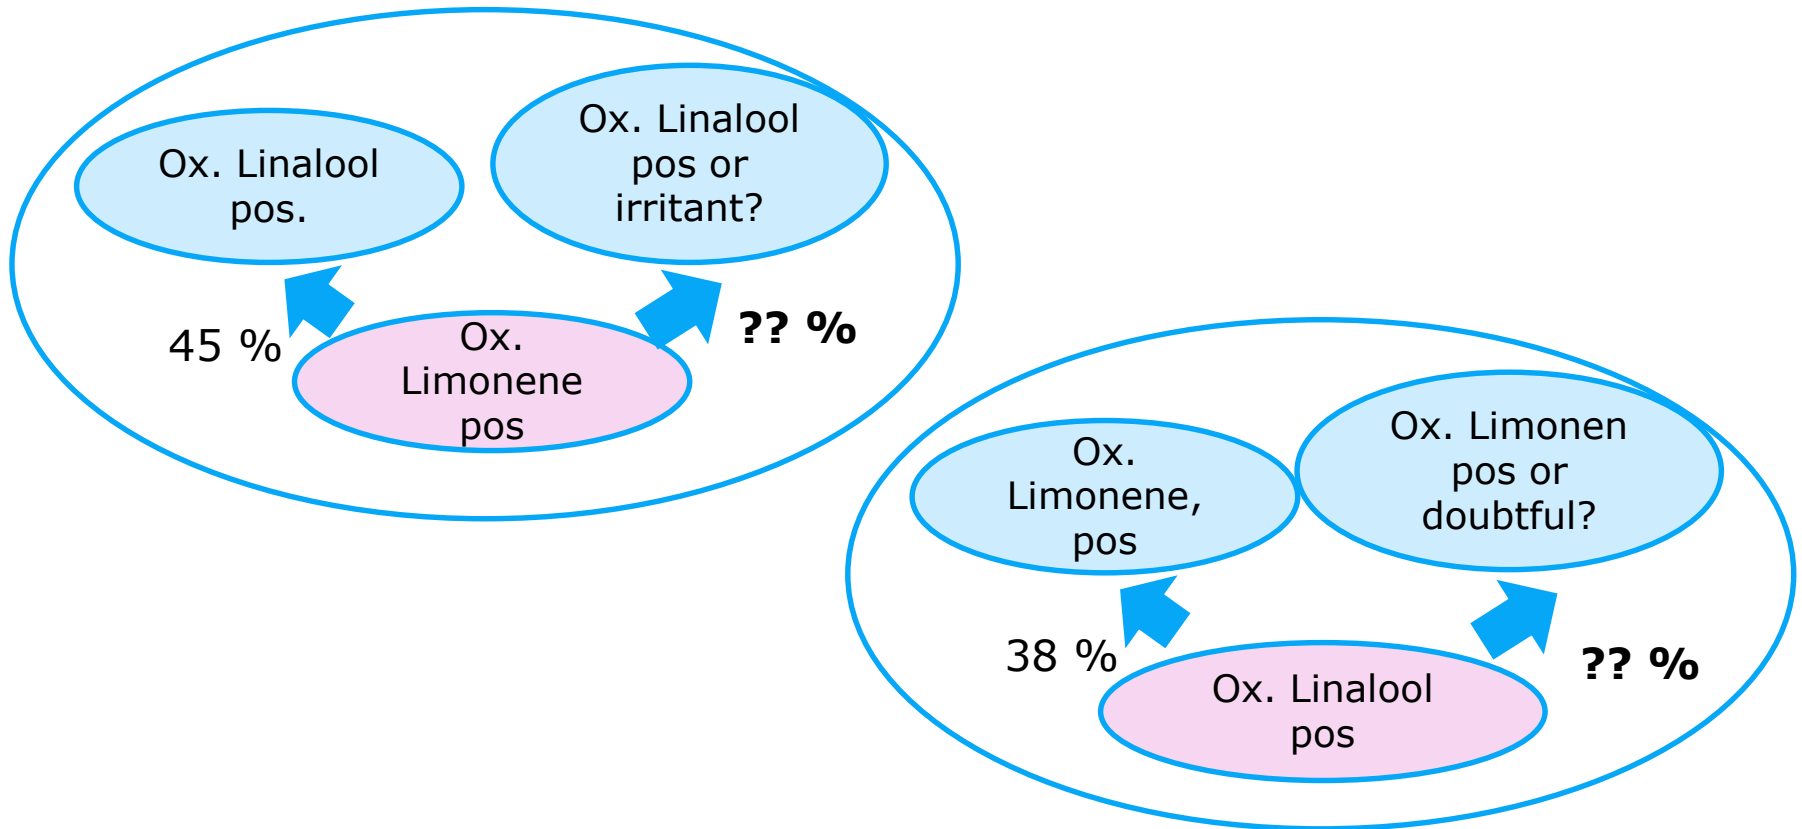 Ox. Linalool
pos.
Ox. Linalool
pos or
irritant?
45 %
?? %
Ox.
Limonene
pos
Ox.
Limonene,
pos
Ox. Limonen
pos or
doubtful?
38 %
?? %
Ox. Linalool
pos